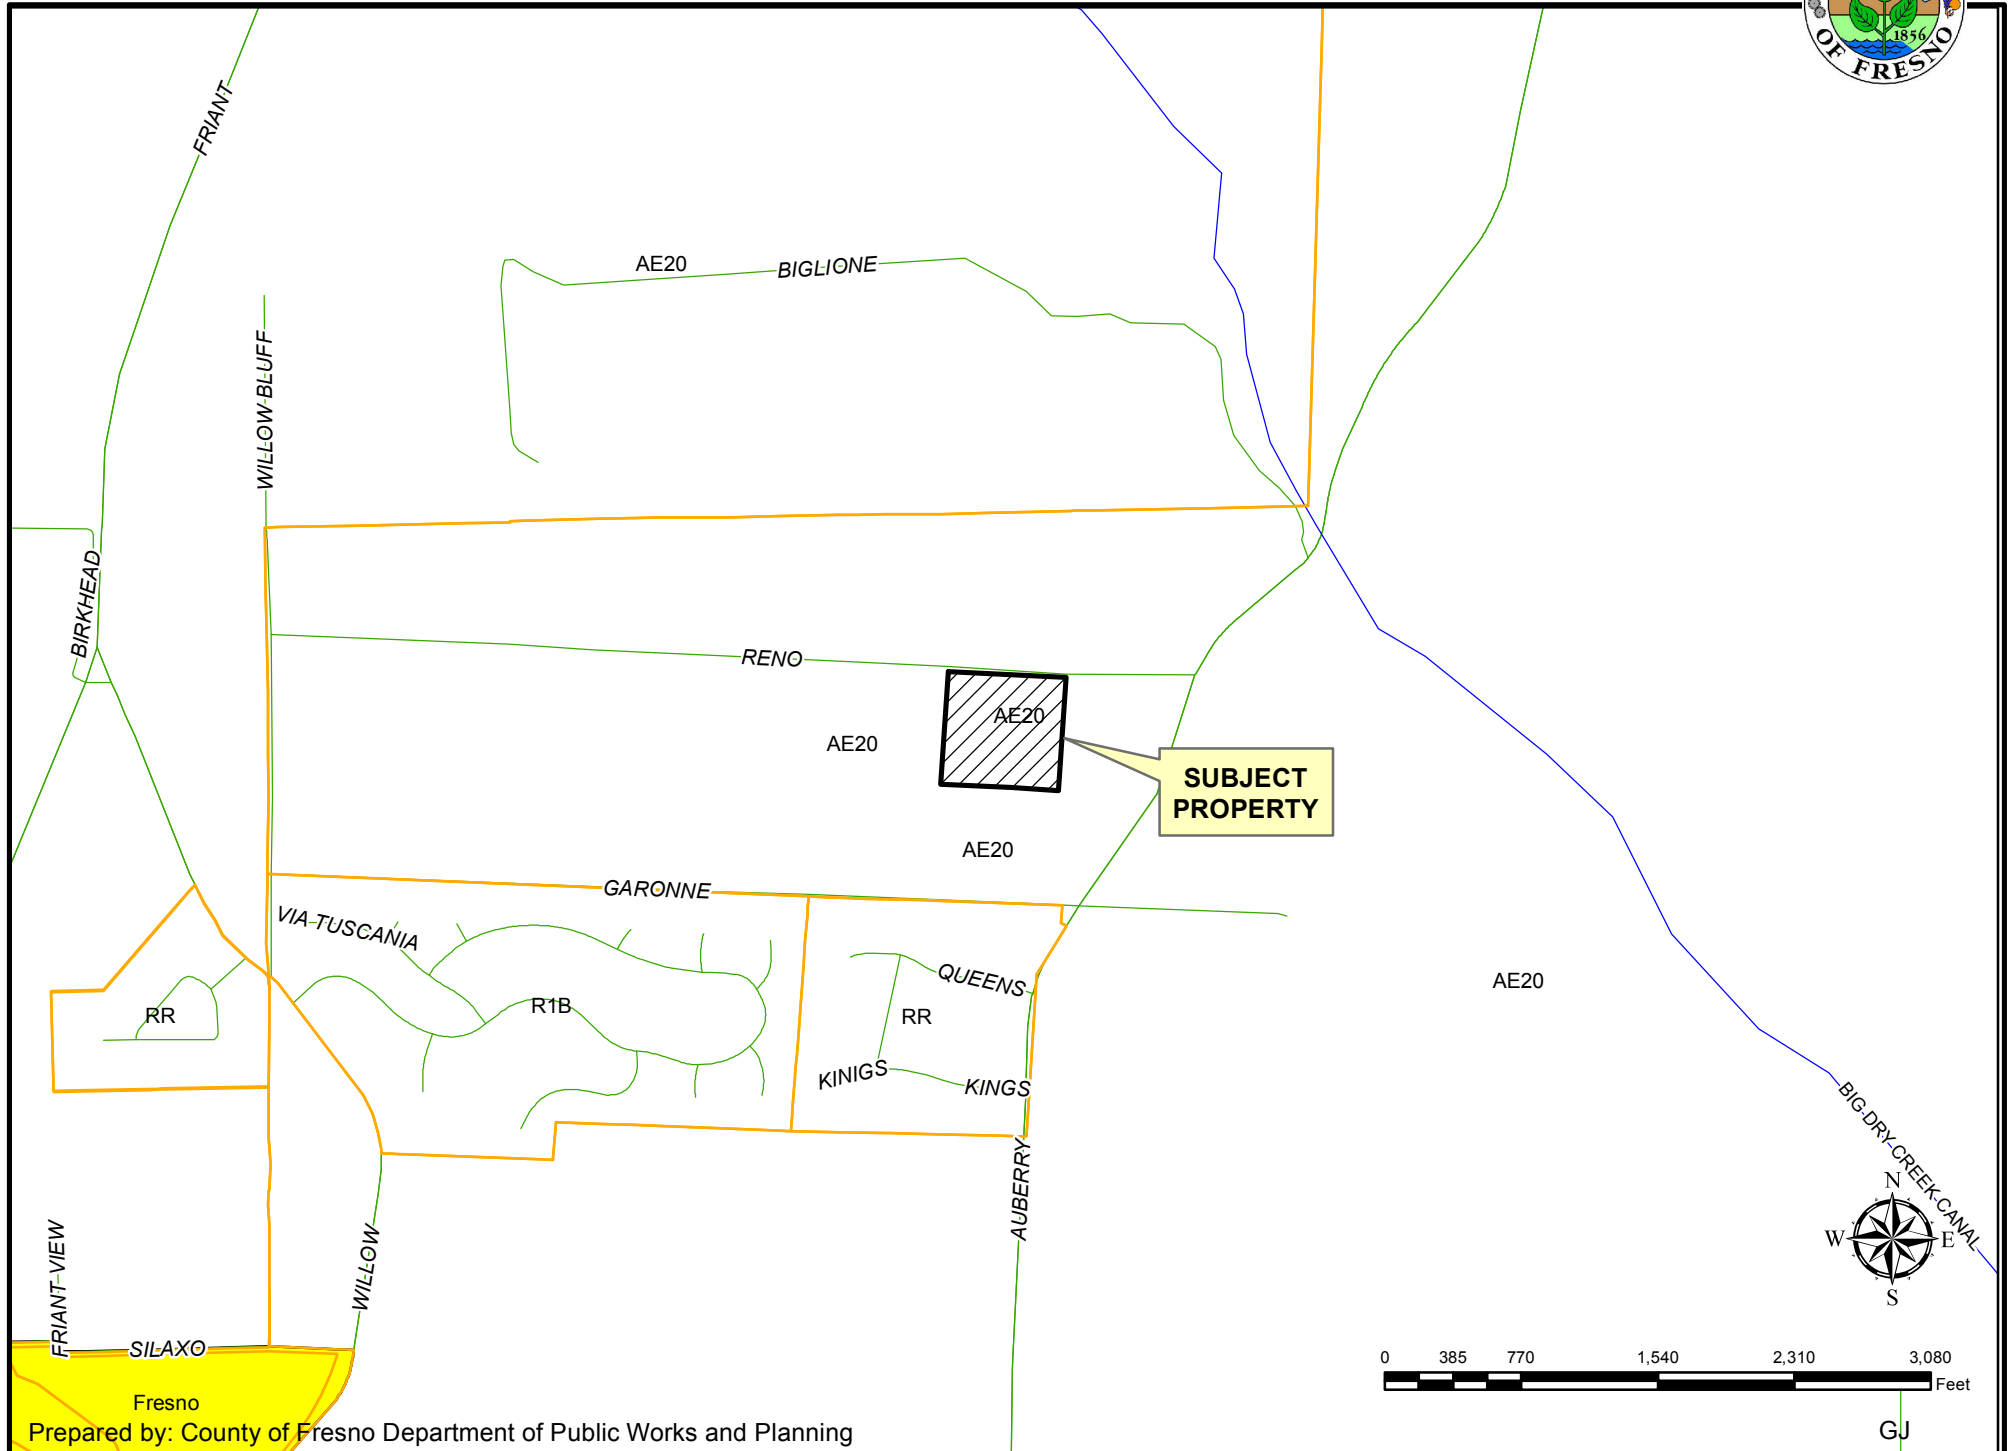 1856
OF FRESNO
FRIANT
AE20
BIGLIONE
WILLOW BLUFF
BIRKHEAD
RENO
AE20
AE20
SUBJECT
PROPERTY
AE20
GARONNE
VIA TUSCANIA
QUEENS
AE20
RR
R1B
RR
KINIGS
KINGS
BIG DRY CREEK CANAL
AUBERRY
N
W
E
S
FRIANT VIEW
WILLOW
SILAXO
0 385 770 1,540 2,310 3,080
Feet
Fresno
Prepared by: County of Fresno Department of Public Works and Planning
GJ